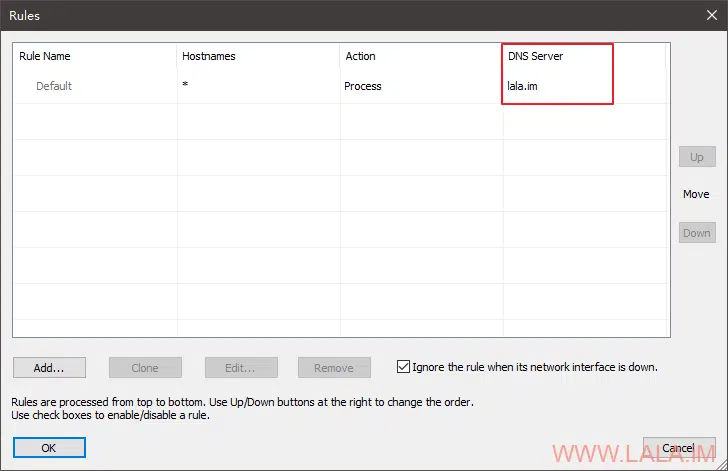 Rules
Rule Name Hostnames Action DNS Server
Default * Process lala.im
Up
Move
Down
Add... Clone Edit... Remove Ignore the rule when its network interface is down.
Rules are processed from top to bottom. Use Up/Down buttons at the right to change the order.
Use check boxes to enable/disable a rule.
OK Cancel
WWW.LALA.IM